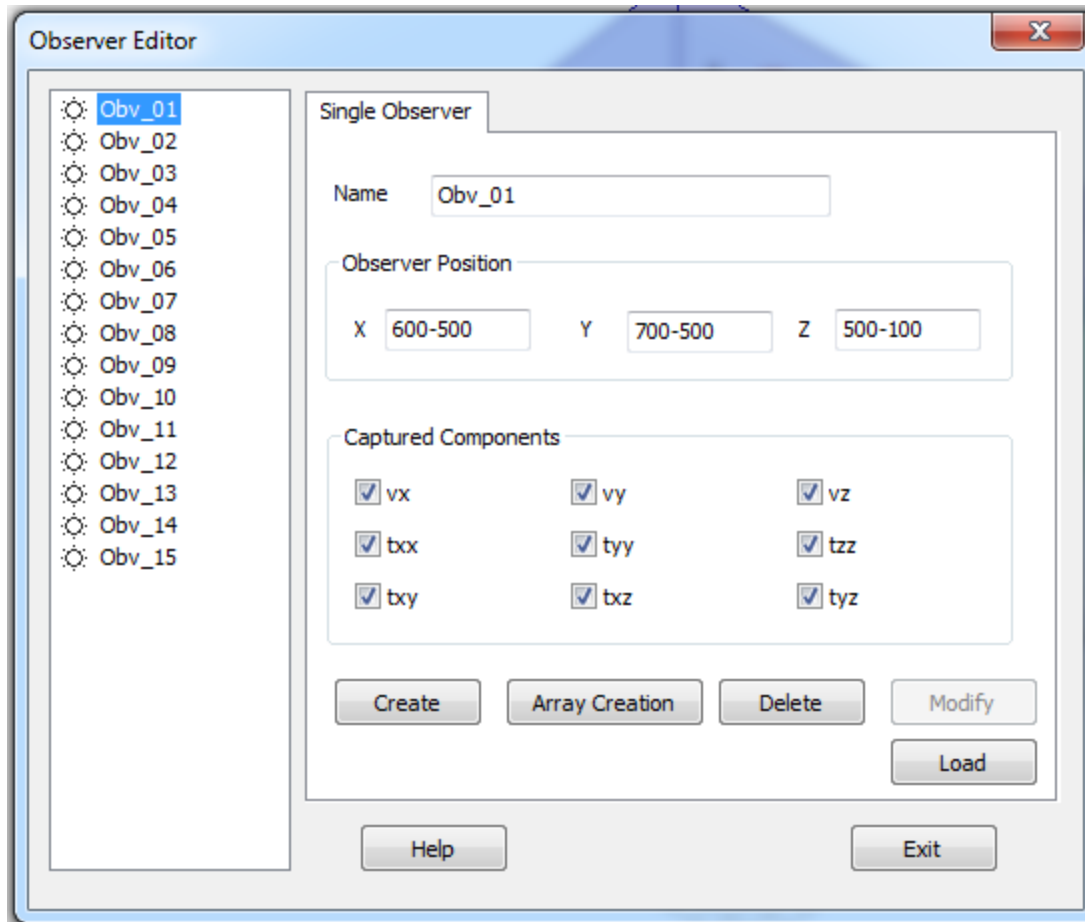 Observer Editor
Obv_01
Obv_02
Obv_03
Obv_04
Obv_05
Obv_06
Obv_07
Obv_08
Obv_09
Obv_10
Obv_11
Obv_12
Obv_13
Obv_14
Obv_15
Single Observer
Name Obv_01
Observer Position
X 600-500 Y 700-500 Z 500-100
Captured Components
vx vy vz
txx tyy tzz
txy txz tyz
Create Array Creation Delete Modify
Load
Help Exit